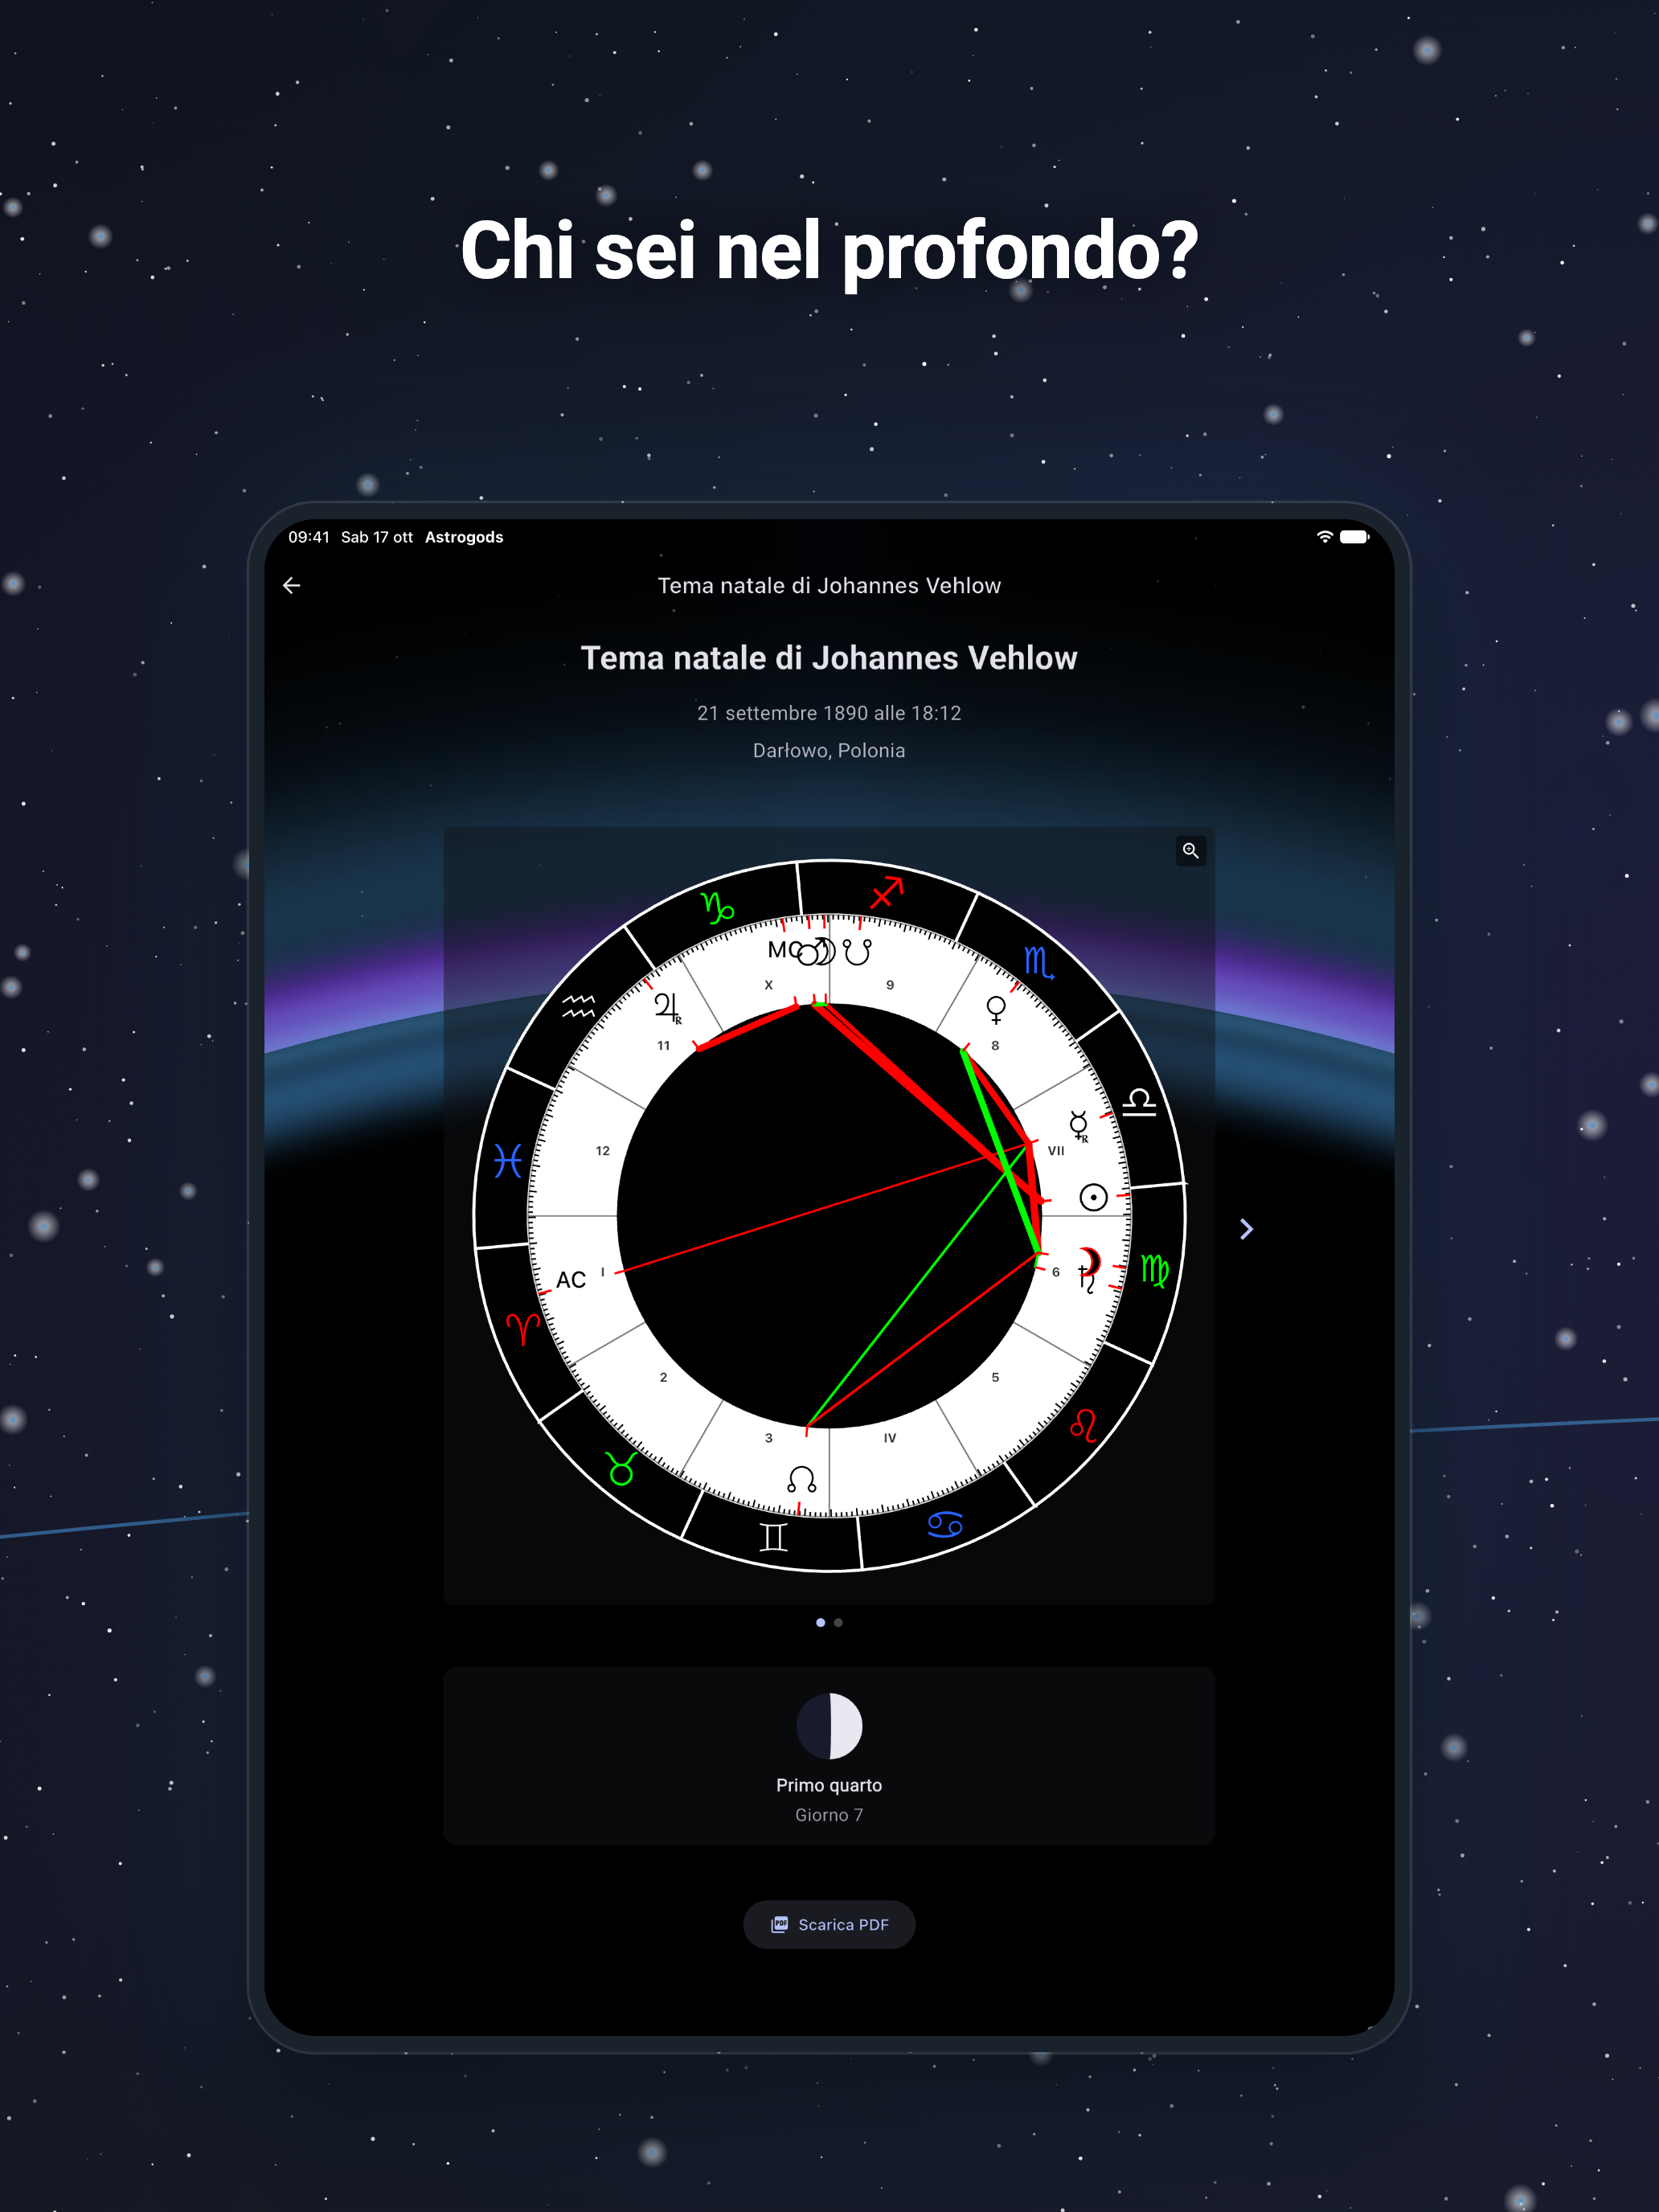 Chi sei nel profondo?
09:41 Sab 17 ott Astrogods
Tema natale di Johannes Vehlow
Tema natale di Johannes Vehlow
21 settembre 1890 alle 18:12
Darłowo, Polonia
MC
X
9
11
8
12
VII
AC
I
6
2
5
3
IV
Primo quarto
Giorno 7
PDF
Scarica PDF